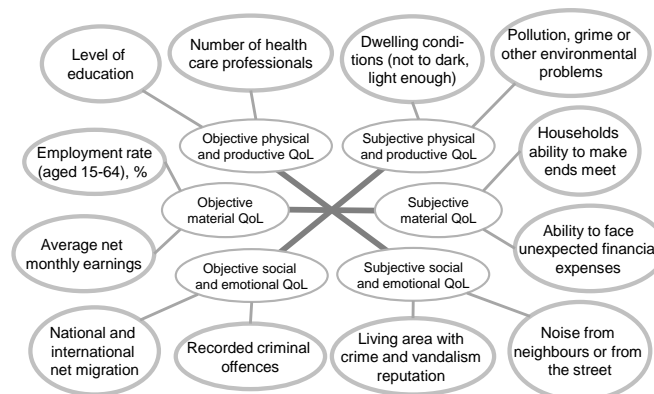 Level of
education
Number of health
care professionals
Dwelling condi-
tions (not to dark,
light enough)
Pollution, grime or
other environmental
problems
Objective physical
and productive QoL
Subjective physical
and productive QoL
Employment rate
(aged 15-64), %
Households
ability to make
ends meet
Objective
material QoL
Subjective
material QoL
Average net
monthly earnings
Ability to face
unexpected financial
expenses
Objective social
and emotional QoL
Subjective social
and emotional QoL
National and
international
net migration
Recorded criminal
offences
Living area with
crime and vandalism
reputation
Noise from
neighbours or from
the street